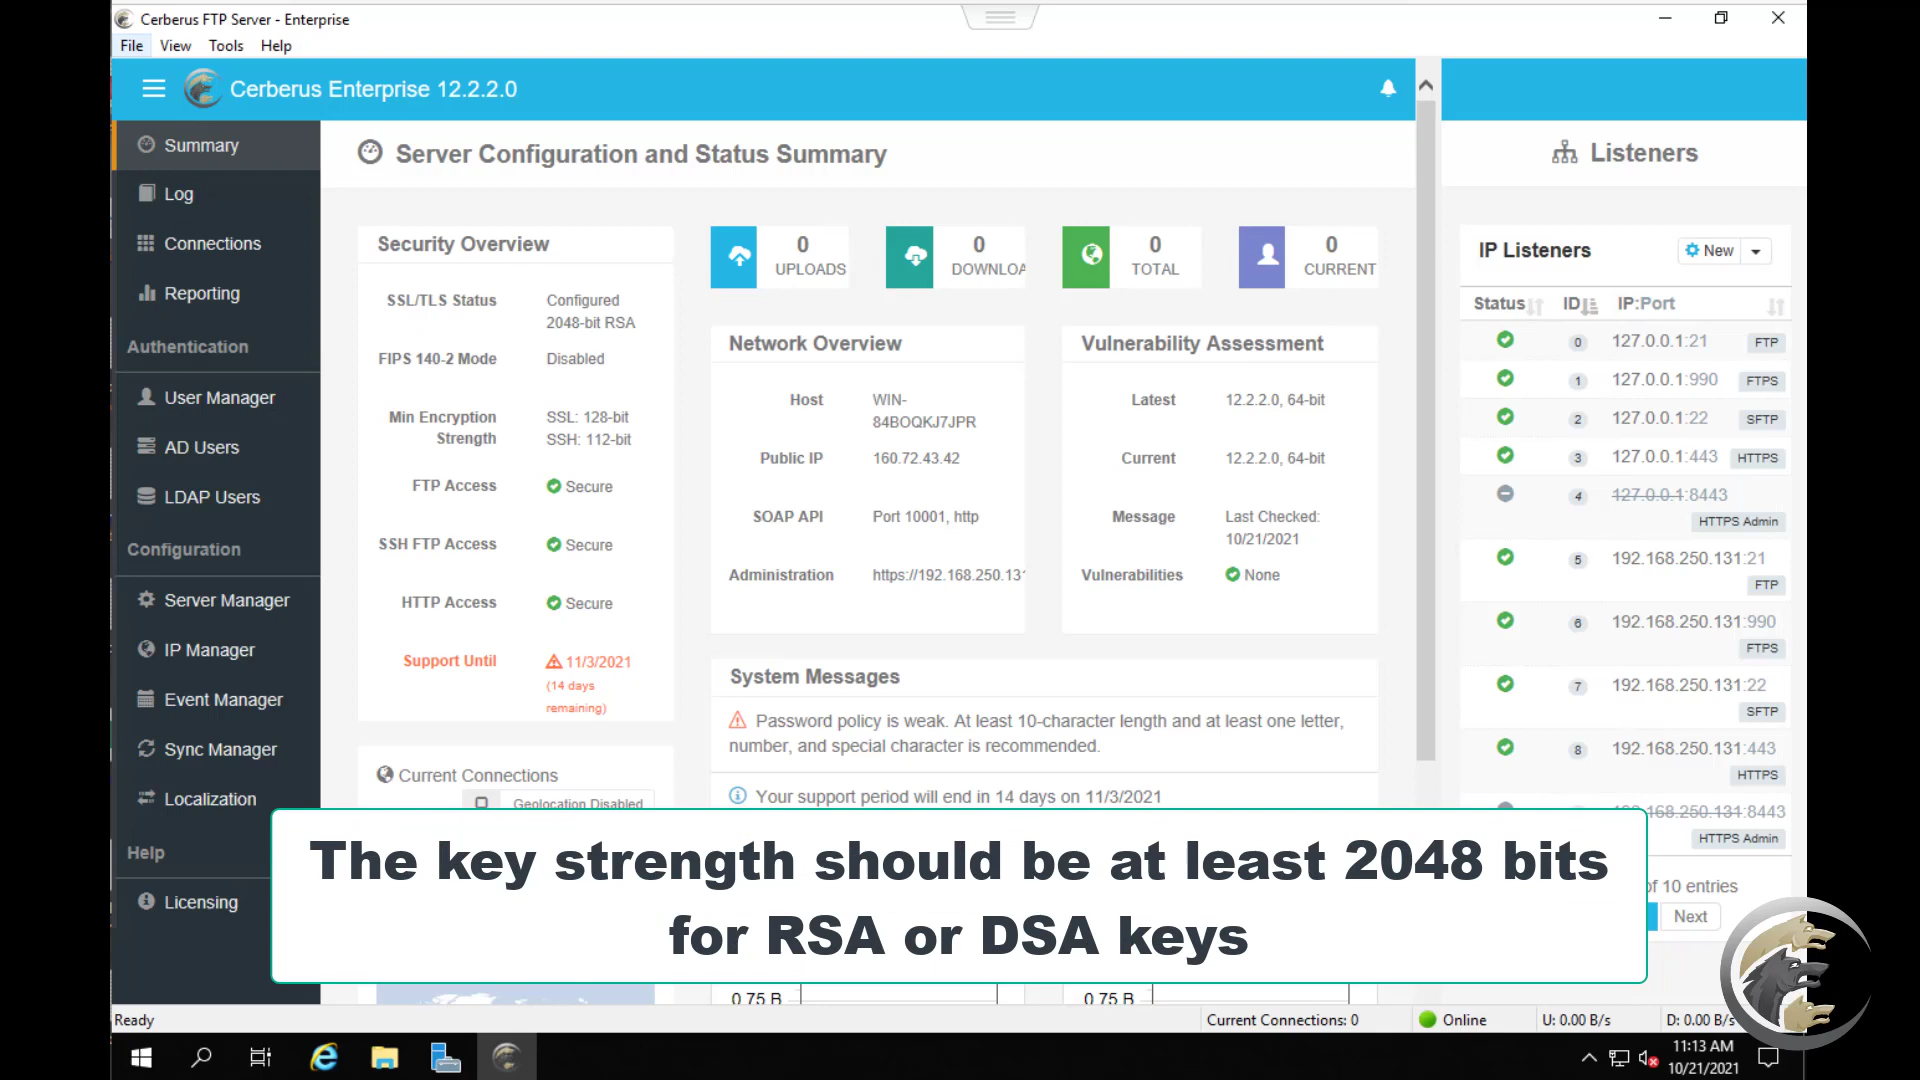 Cerberus FTP Server - Enterprise
File View Tools Help
Cerberus Enterprise 12.2.2.0
Summary
Log
Connections
Reporting
Authentication
User Manager
AD Users
LDAP Users
Configuration
Server Manager
IP Manager
Event Manager
Sync Manager
Localization
Help
Licensing
Server Configuration and Status Summary
Security Overview
SSL/TLS Status Configured
2048-bit RSA
FIPS 140-2 Mode Disabled
Min Encryption SSL: 128-bit
Strength SSH: 112-bit
FTP Access Secure
SSH FTP Access Secure
HTTP Access Secure
Support Until 11/3/2021
(14 days
remaining)
Current Connections
Geolocation Disabled
0 UPLOADS
0 DOWNLOA
0 TOTAL
0 CURRENT
Network Overview
Host WIN-
84BOQKJ7JPR
Public IP 160.72.43.42
SOAP API Port 10001, http
Administration https://192.168.250.13
Vulnerability Assessment
Latest 12.2.2.0, 64-bit
Current 12.2.2.0, 64-bit
Message Last Checked:
10/21/2021
Vulnerabilities None
System Messages
Password policy is weak. At least 10-character length and at least one letter,
number, and special character is recommended.
Your support period will end in 14 days on 11/3/2021
0.75 B
0.75 B
Listeners
IP Listeners New
Status ID IP:Port
0 127.0.0.1:21 FTP
1 127.0.0.1:990 FTPS
2 127.0.0.1:22 SFTP
3 127.0.0.1:443 HTTPS
4 127.0.0.1:8443
HTTPS Admin
5 192.168.250.131:21
FTP
6 192.168.250.131:990
FTPS
7 192.168.250.131:22
SFTP
8 192.168.250.131:443
HTTPS
168.250.131:8443
HTTPS Admin
of 10 entries
Next
The key strength should be at least 2048 bits
for RSA or DSA keys
Ready Current Connections: 0 Online U: 0.00 B/s D: 0.00 B/s
11:13 AM
10/21/2021